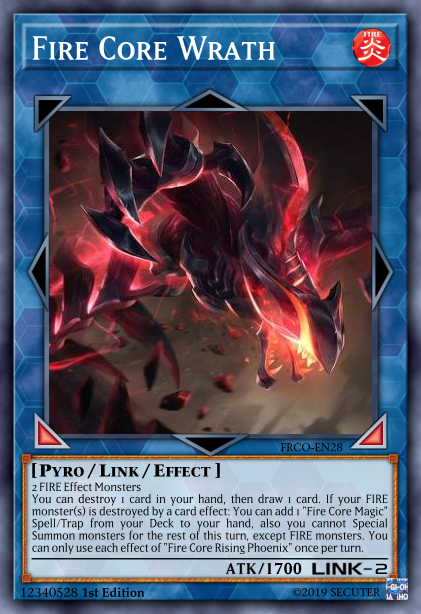 FIRE CORE WRATH
FIRE
炎
FRCO-EN28
[PYRO / LINK / EFFECT]
2 FIRE Effect Monsters
You can destroy 1 card in your hand, then draw 1 card. If your FIRE
monster(s) is destroyed by a card effect: You can add 1 "Fire Core Magic"
Spell/Trap from your Deck to your hand, also you cannot Special
Summon monsters for the rest of this turn, except FIRE monsters. You
can only use each effect of "Fire Core Rising Phoenix" once per turn.
ATK/1700 LINK-2
12340528 1st Edition ©2019 SECUTER